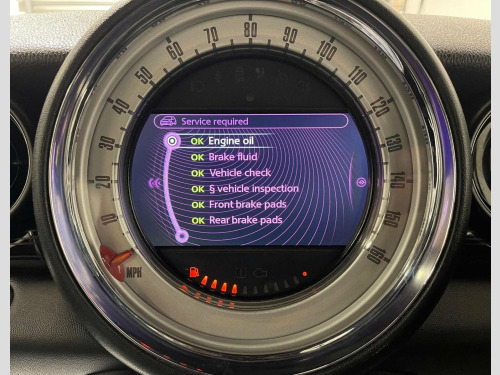 Service required
OK Engine oil
OK Brake fluid
OK Vehicle check
OK § vehicle inspection
OK Front brake pads
OK Rear brake pads
10
20
30
40
50
60
70
80
90
100
110
120
130
140
150
160
MPH